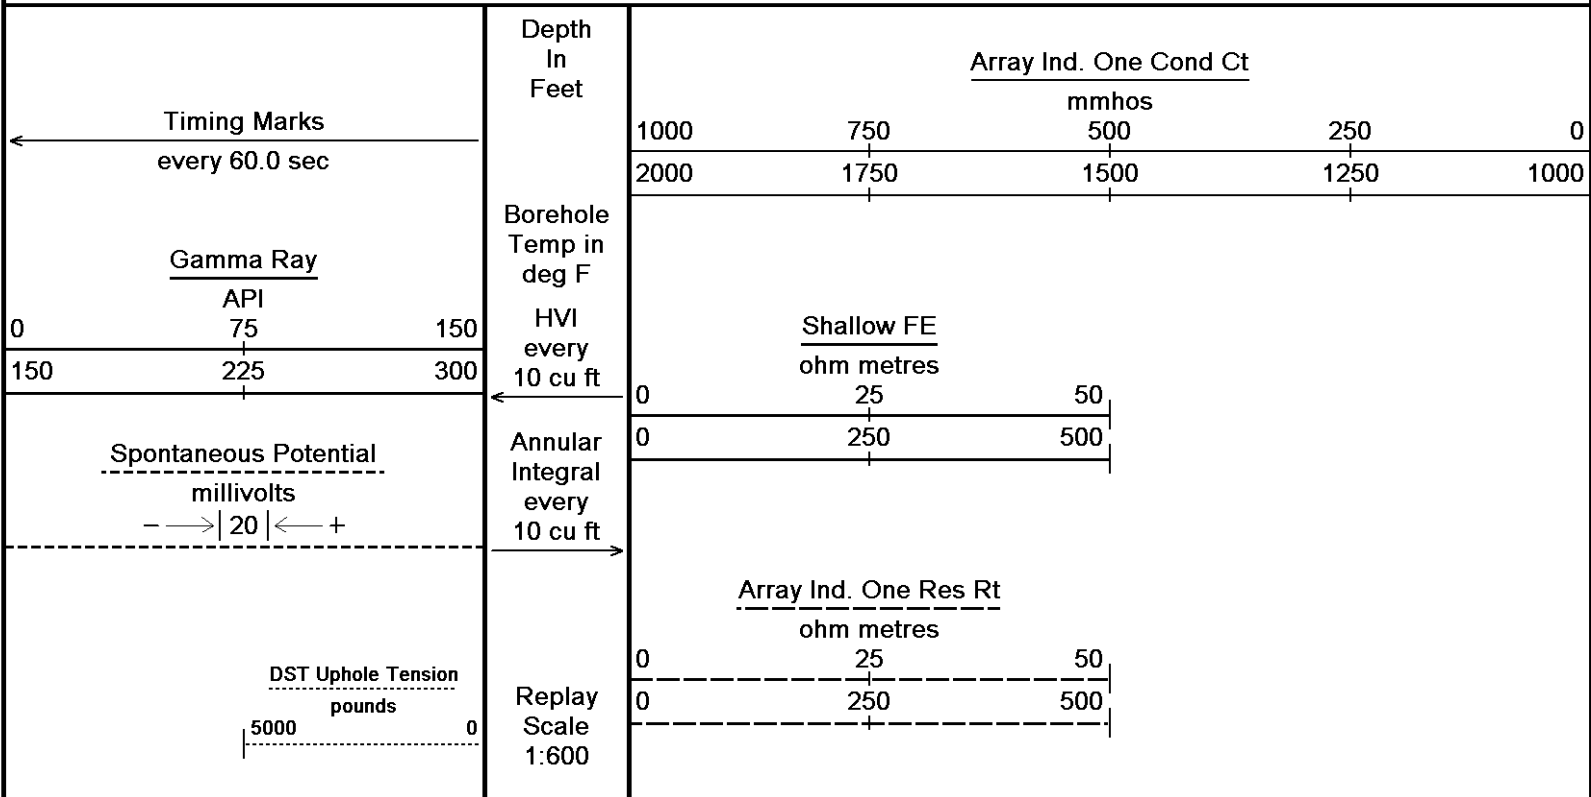 Timing Marks
every 60.0 sec
Gamma Ray
API
0 75 150
150 225 300
Spontaneous Potential
millivolts
− → | 20 | ← +
DST Uphole Tension
pounds
5000 0
Depth
In
Feet
Borehole
Temp in
deg F
HVI
every
10 cu ft
Annular
Integral
every
10 cu ft
Replay
Scale
1:600
Array Ind. One Cond Ct
mmhos
1000 750 500 250 0
2000 1750 1500 1250 1000
Shallow FE
ohm metres
0 25 50
0 250 500
Array Ind. One Res Rt
ohm metres
0 25 50
0 250 500